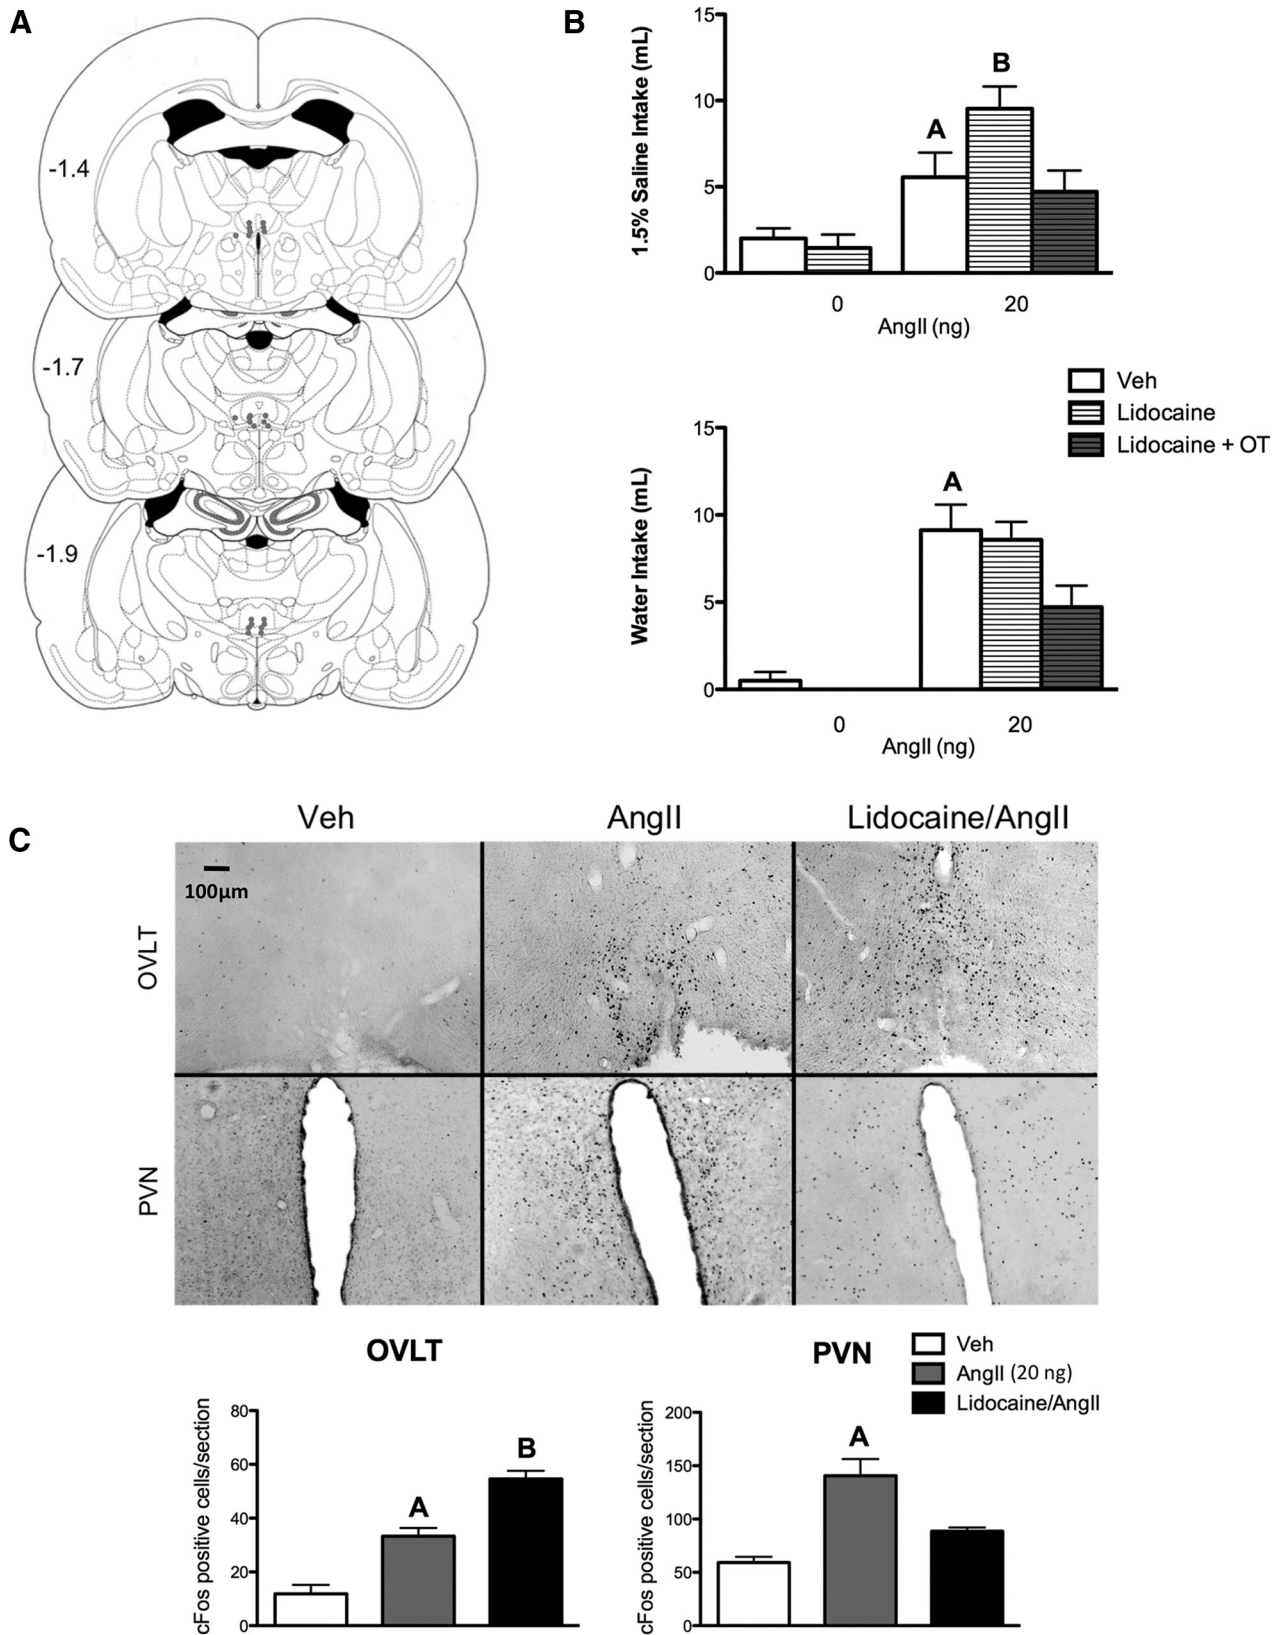 A
-1.4
-1.7
-1.9
B
1.5% Saline Intake (mL)
15
10
5
0
A
B
0
20
AngII (ng)
Veh
Lidocaine
Lidocaine + OT
Water Intake (mL)
15
10
5
0
A
0
20
AngII (ng)
C
Veh
AngII
Lidocaine/AngII
100µm
OVLT
PVN
OVLT
cFos positive cells/section
80
60
40
20
0
A
B
PVN
Veh
AngII (20 ng)
Lidocaine/AngII
cFos positive cells/section
200
150
100
50
0
A